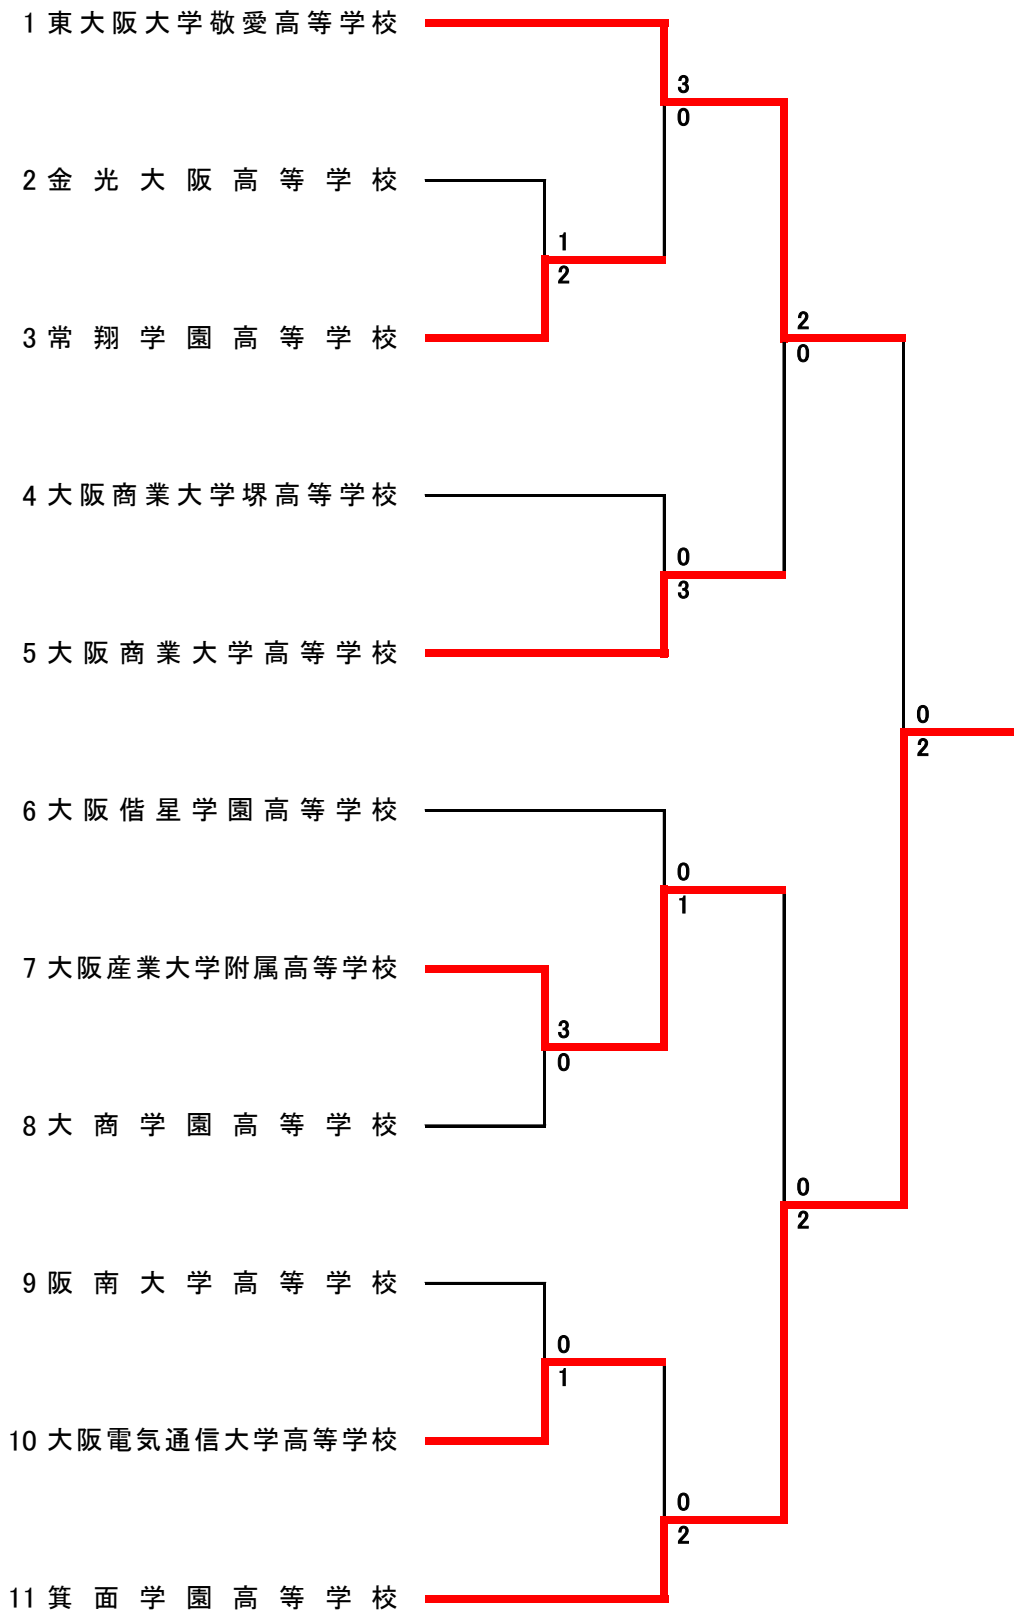 1 東大阪大学敬愛高等学校
3
0
2 金光大阪高等学校
1
2
3 常翔学園高等学校
2
0
4 大阪商業大学堺高等学校
0
3
5 大阪商業大学高等学校
0
2
6 大阪偕星学園高等学校
0
1
7 大阪産業大学附属高等学校
3
0
8 大商学園高等学校
0
2
9 阪南大学高等学校
0
1
10 大阪電気通信大学高等学校
0
2
11 箕面学園高等学校